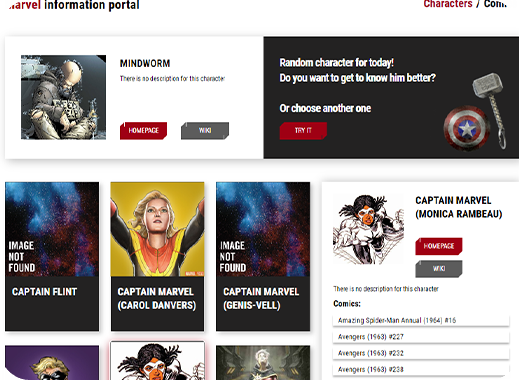 Marvel information portal
Characters / Com
MINDWORM
There is no description for this character
HOMEPAGE
WIKI
Random character for today!
Do you want to get to know him better?
Or choose another one
TRY IT
IMAGE
NOT
FOUND
CAPTAIN FLINT
CAPTAIN MARVEL
(CAROL DANVERS)
IMAGE
NOT
FOUND
CAPTAIN MARVEL
(GENIS-VELL)
CAPTAIN MARVEL
(MONICA RAMBEAU)
HOMEPAGE
WIKI
There is no description for this character
Comics:
Amazing Spider-Man Annual (1964) #16
Avengers (1963) #227
Avengers (1963) #232
Avengers (1963) #238